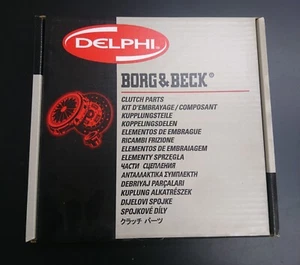 DELPHI
BORG & BECK®
CLUTCH PARTS
KIT D'EMBRAYAGE / COMPOSANT
KUPPLUNGSTEILE
KOPPELINGSDELEN
ELEMENTOS DE EMBRAGUE
RICAMBI FRIZIONE
ELEMENTOS DE EMBRAIAGEM
ELEMENTY SPRZEGLA
ЧАСТИ СЦЕПЛЕНИЯ
ΑΝΤΑΛΛΑΚΤΙΚΑ ΣΥΜΠΛΕΚΤΗ
DEBRIYAJ PARÇALARI
KUPLUNG ALKATRÉSZEK
DIJELOVI SPOJKE
SPOJKOVÉ DÍLY
クラッチ パーツ